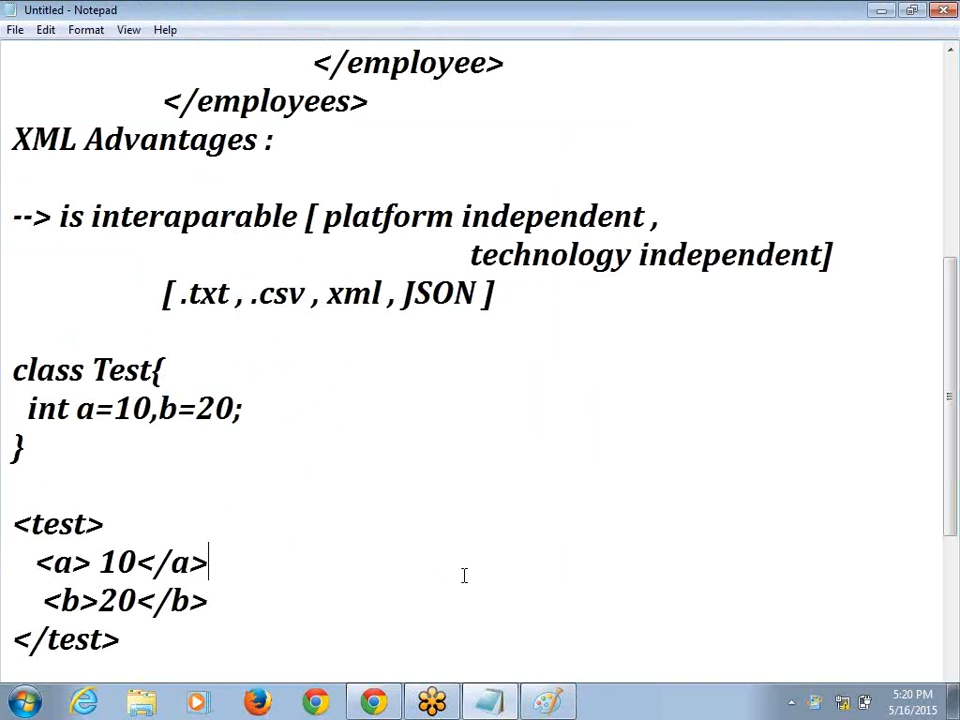 Untitled - Notepad
File Edit Format View Help
</employee>
</employees>
XML Advantages :
--> is interaparable [ platform independent ,
technology independent]
[ .txt , .csv , xml , JSON ]
class Test{
int a=10,b=20;
}
<test>
<a> 10</a>
<b>20</b>
</test>
5:20 PM
5/16/2015